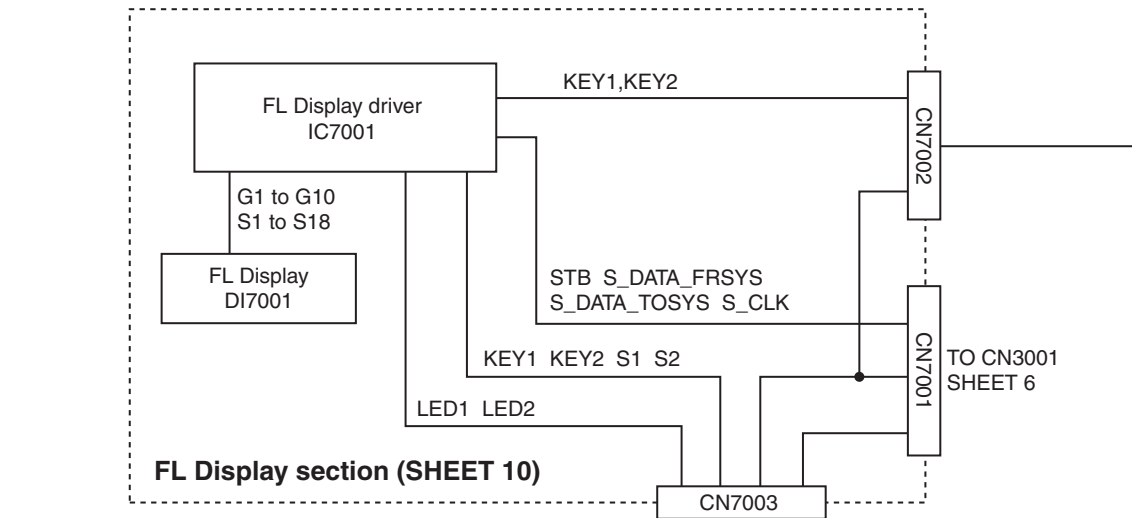 KEY1,KEY2
FL Display driver
IC7001
CN7002
G1 to G10
S1 to S18
FL Display
DI7001
STB S_DATA_FRSYS
S_DATA_TOSYS S_CLK
CN7001
TO CN3001
SHEET 6
KEY1 KEY2 S1 S2
LED1 LED2
FL Display section (SHEET 10)
CN7003